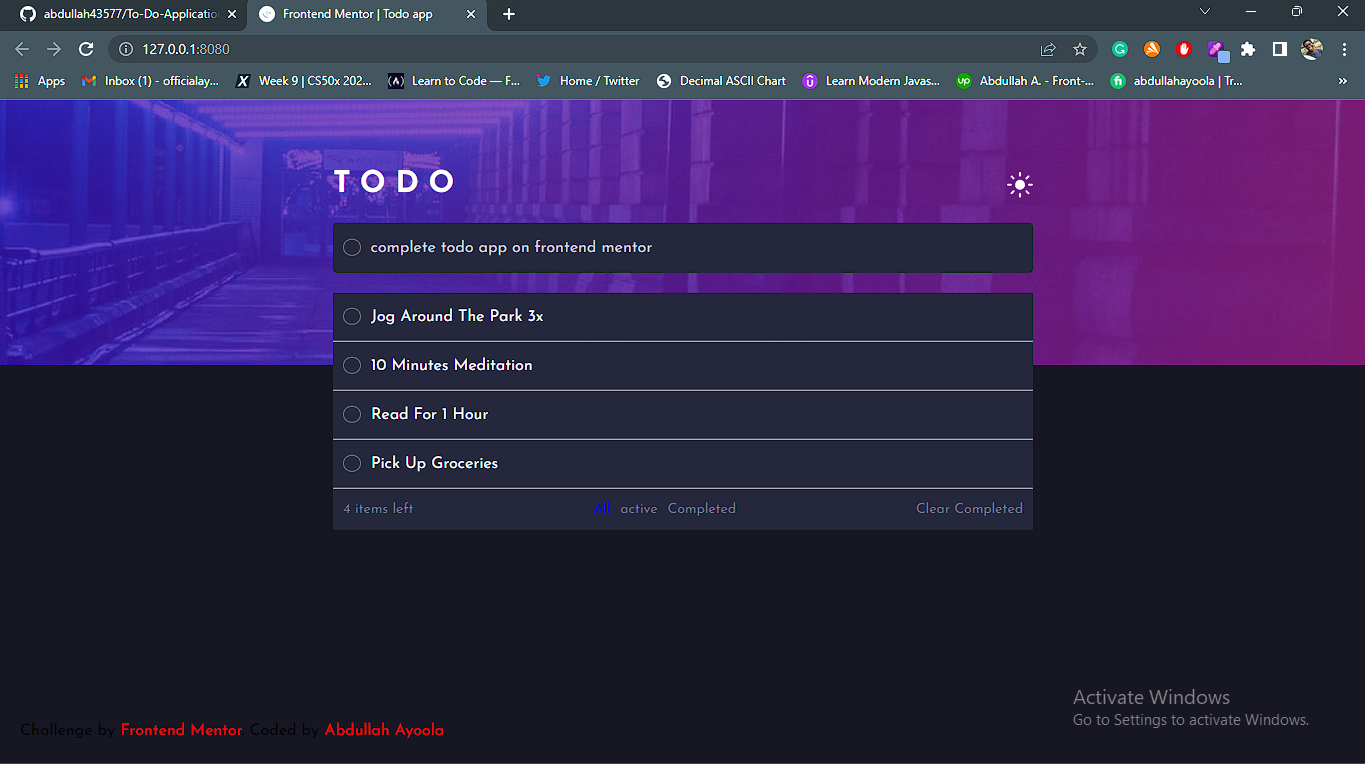 abdullah43577/To-Do-Applicatio
Frontend Mentor | Todo app
127.0.0.1:8080
Apps
Inbox (1) - officialay...
Week 9 | CS50x 202...
Learn to Code — F...
Home / Twitter
Decimal ASCII Chart
Learn Modern Javas...
Abdullah A. - Front-...
abdullahayoola | Tr...
TODO
complete todo app on frontend mentor
Jog Around The Park 3x
10 Minutes Meditation
Read For 1 Hour
Pick Up Groceries
4 items left
All active Completed
Clear Completed
Activate Windows
Go to Settings to activate Windows.
Challenge by Frontend Mentor. Coded by Abdullah Ayoola